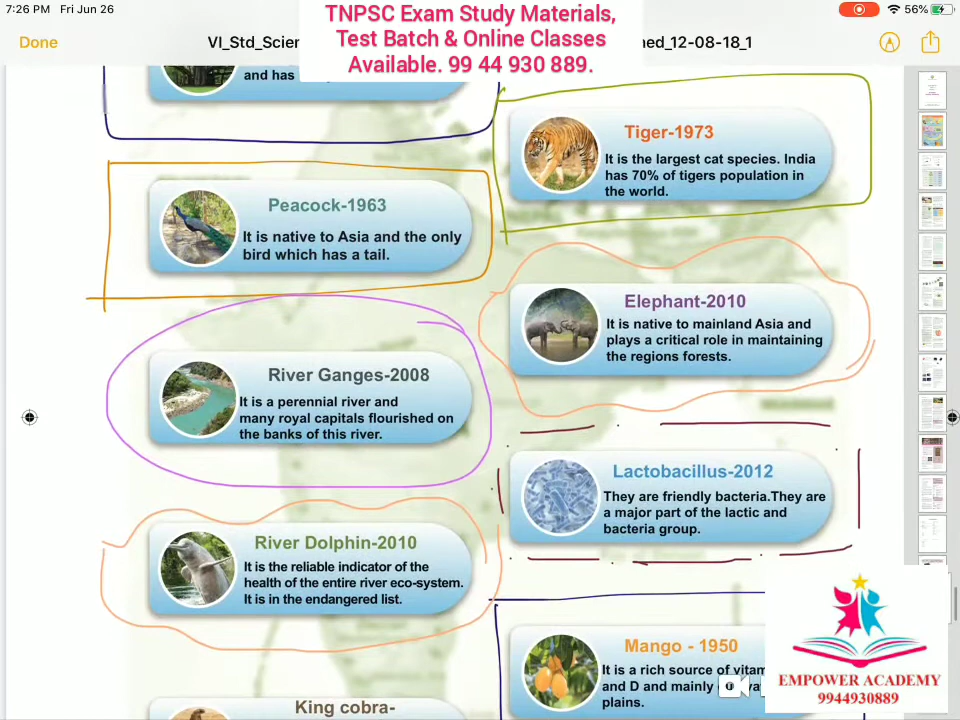 7:26 PM Fri Jun 26
56%
TNPSC Exam Study Materials,
Test Batch & Online Classes
Available. 99 44 930 889.
Done
VI_Std_Scien
ned_12-08-18_1
and has
Tiger-1973
It is the largest cat species. India
has 70% of tigers population in
the world.
Peacock-1963
It is native to Asia and the only
bird which has a tail.
Elephant-2010
It is native to mainland Asia and
plays a critical role in maintaining
the regions forests.
River Ganges-2008
It is a perennial river and
many royal capitals flourished on
the banks of this river.
Lactobacillus-2012
They are friendly bacteria.They are
a major part of the lactic and
bacteria group.
River Dolphin-2010
It is the reliable indicator of the
health of the entire river eco-system.
It is in the endangered list.
Mango - 1950
It is a rich source of vitam
and D and mainly
plains.
King cobra-
EMPOWER ACADEMY
9944930889